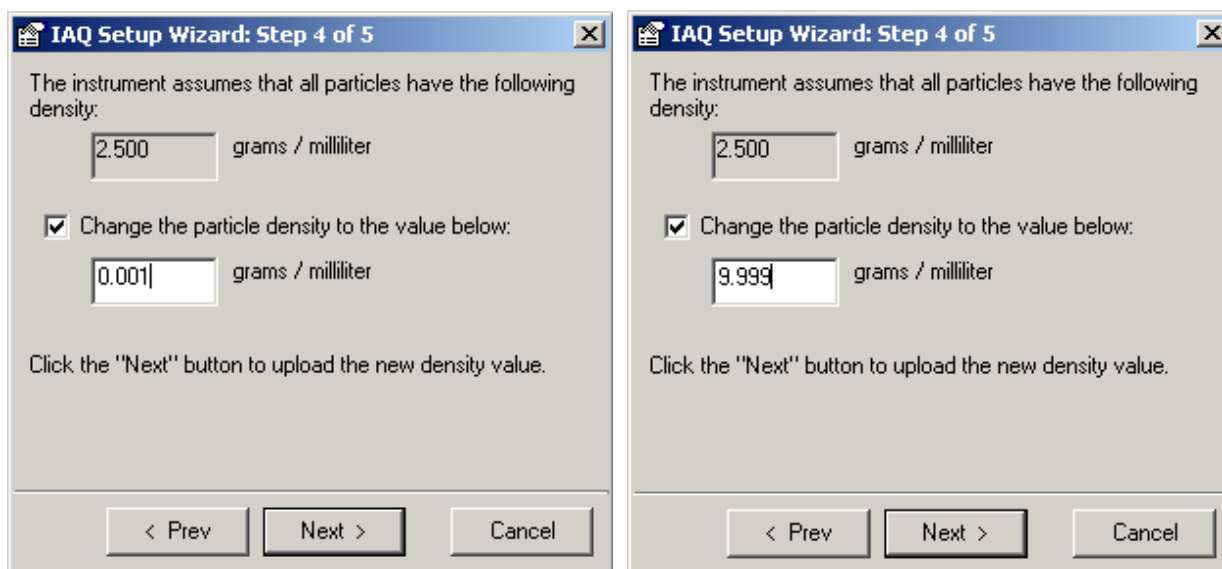 IAQ Setup Wizard: Step 4 of 5
The instrument assumes that all particles have the following
density:
2.500 grams / milliliter
Change the particle density to the value below:
0.001 grams / milliliter
Click the "Next" button to upload the new density value.
< Prev Next > Cancel
IAQ Setup Wizard: Step 4 of 5
The instrument assumes that all particles have the following
density:
2.500 grams / milliliter
Change the particle density to the value below:
9.999 grams / milliliter
Click the "Next" button to upload the new density value.
< Prev Next > Cancel